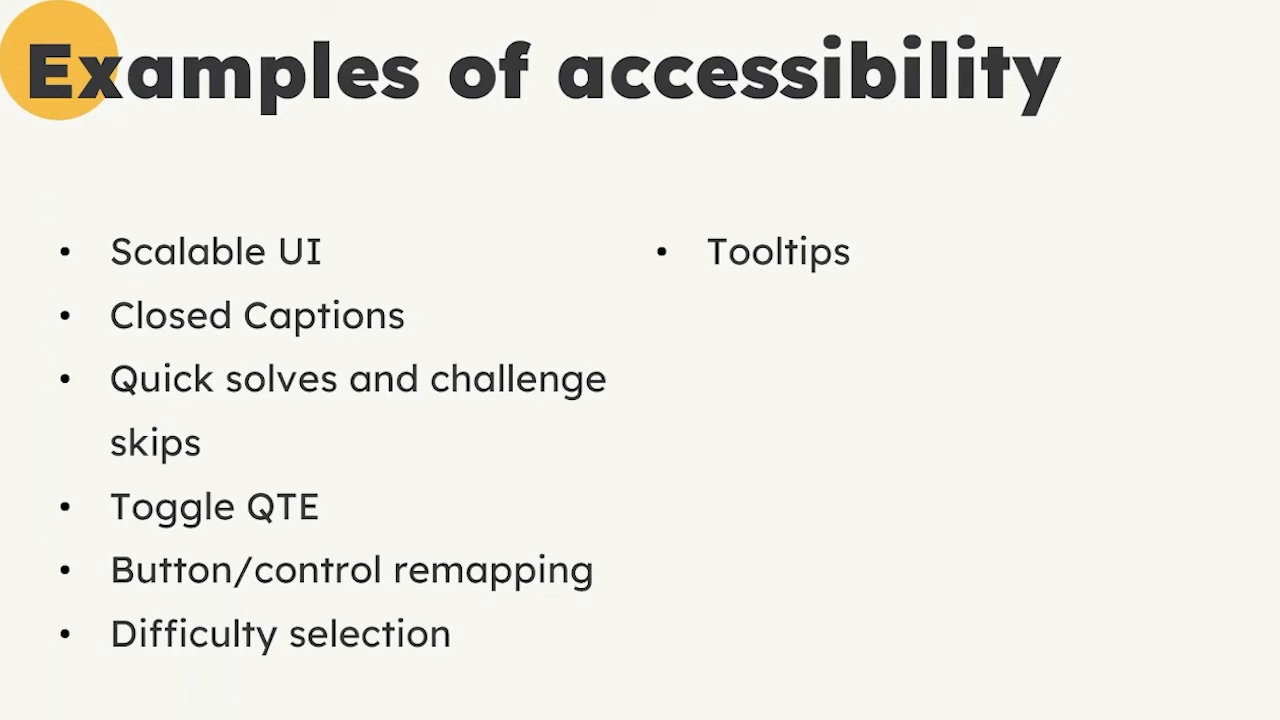 Examples of accessibility
• Scalable UI
• Closed Captions
• Quick solves and challenge
skips
• Toggle QTE
• Button/control remapping
• Difficulty selection
• Tooltips